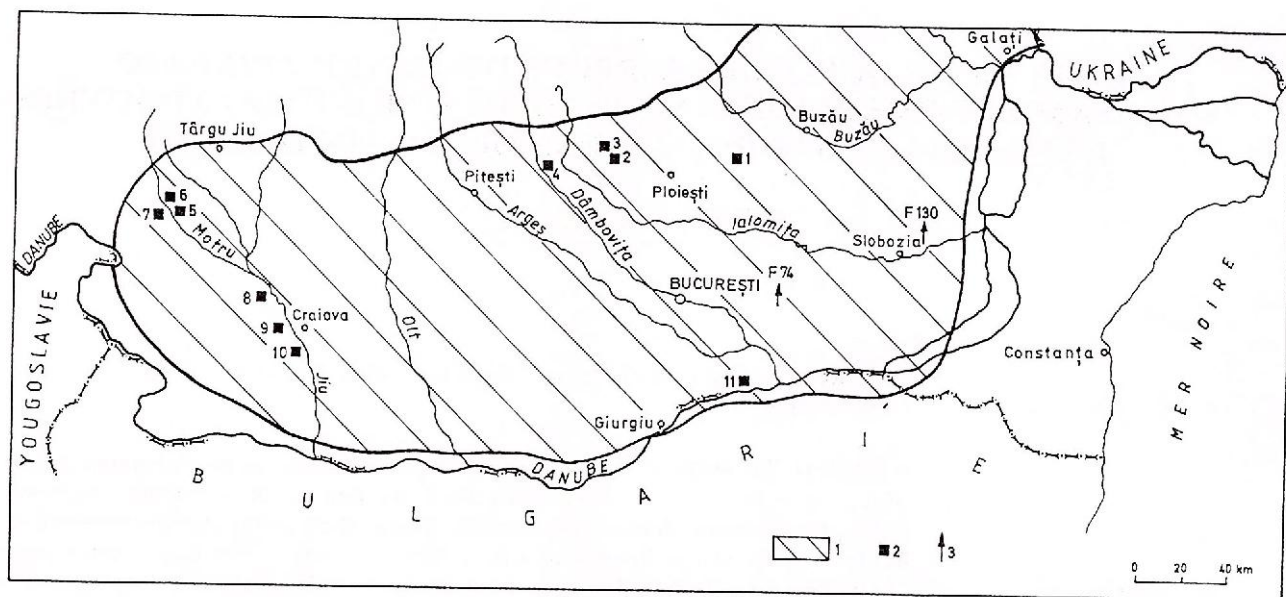 Galați
UKRAINE
Târgu Jiu
Buzău
Buzău
3
2
1
4
Pitești
Ploiești
6
5
7
Argeș
Dâmbovița
Ialomița
F130
Slobozia
DANUBE
Motru
F74
BUCUREȘTI
8
Craiova
9
10
Olt
Jiu
11
Constanța
Giurgiu
YOUGOSLAVIE
MER NOIRE
DANUBE
BULGARIE
1
2
3
0 20 40 km